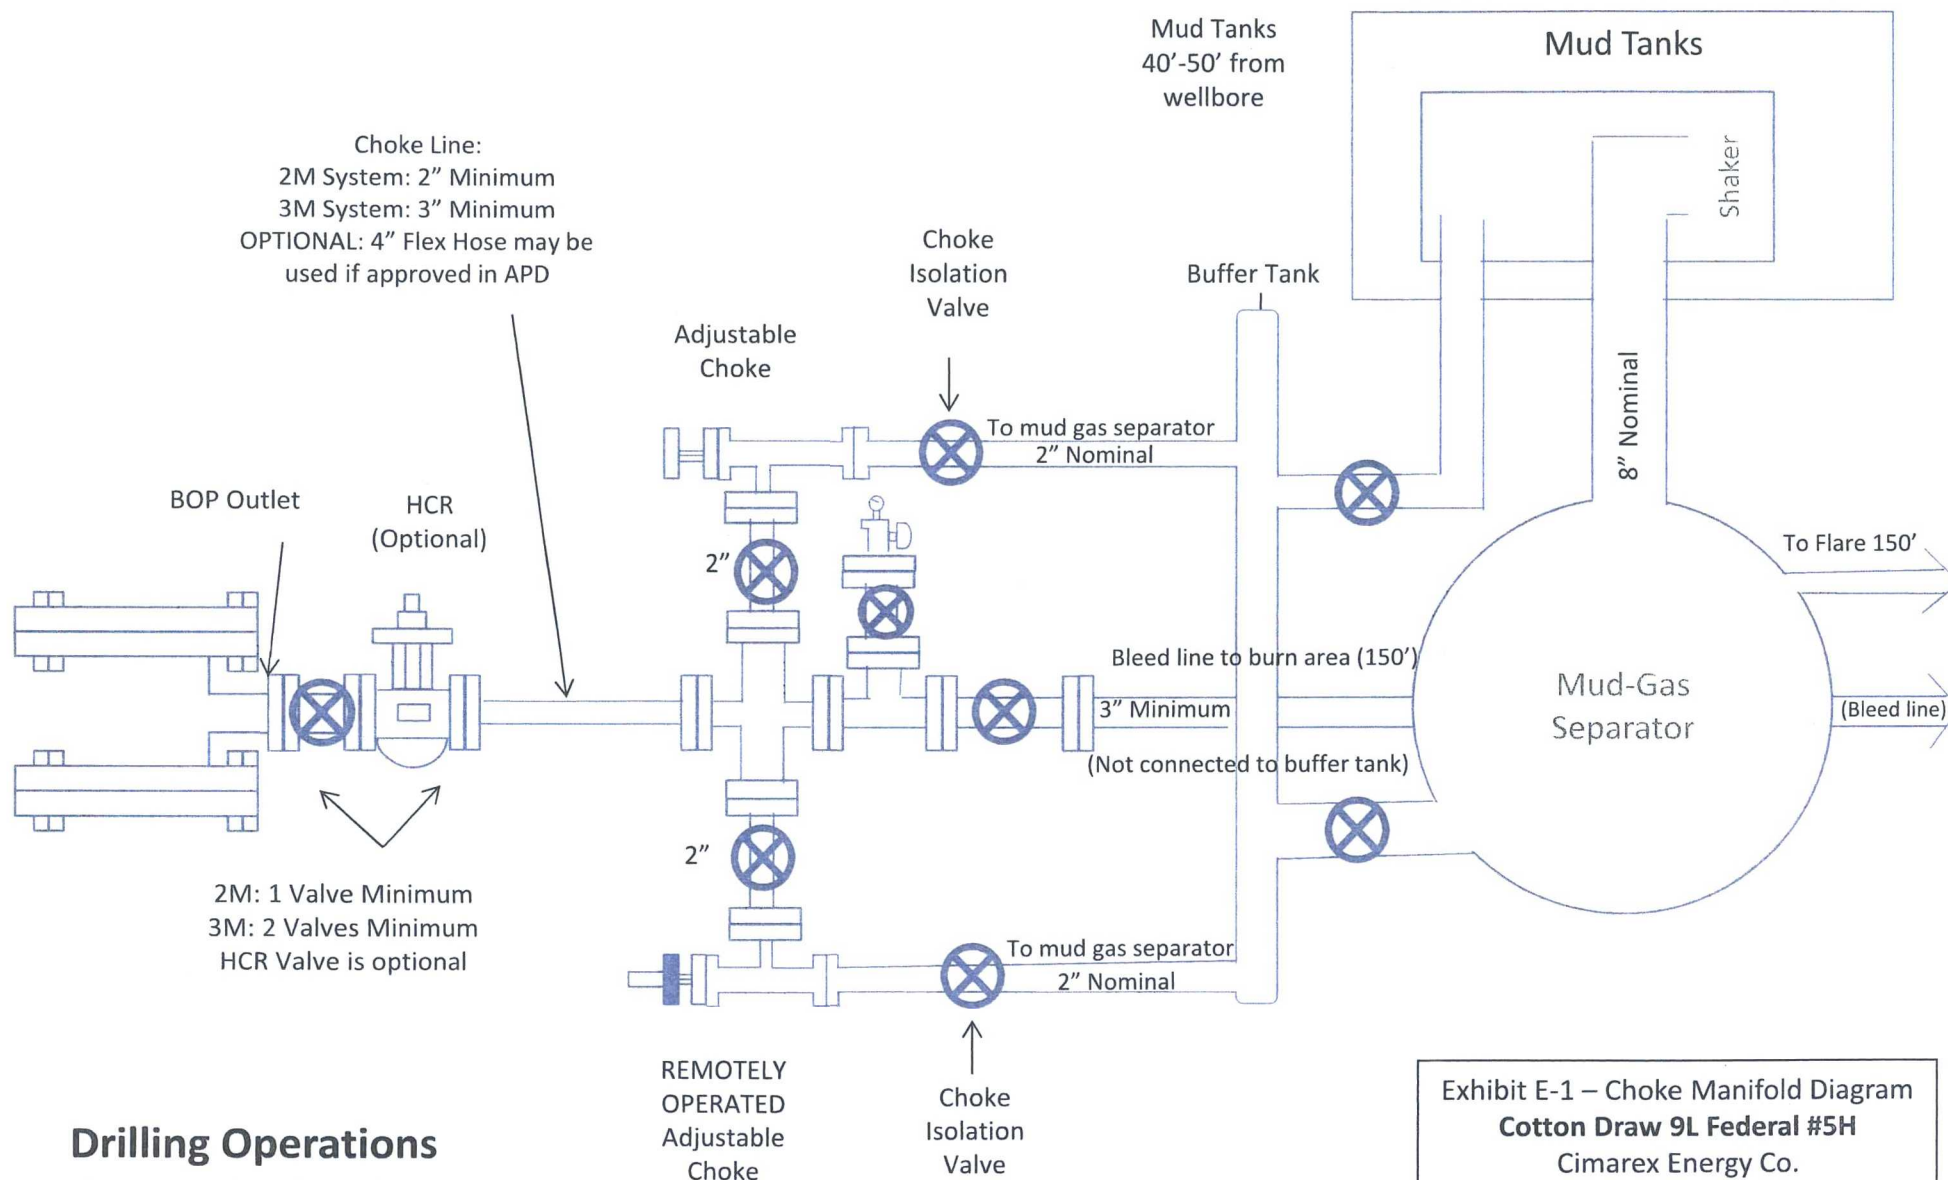 Mud Tanks
40’-50’ from
wellbore
Mud Tanks
Shaker
Choke Line:
2M System: 2” Minimum
3M System: 3” Minimum
OPTIONAL: 4” Flex Hose may be
used if approved in APD
Choke
Isolation
Valve
Buffer Tank
Adjustable
Choke
8” Nominal
To mud gas separator
2” Nominal
BOP Outlet
HCR
(Optional)
2”
To Flare 150’
Bleed line to burn area (150’)
3” Minimum
(Not connected to buffer tank)
Mud-Gas
Separator
(Bleed line)
2”
2M: 1 Valve Minimum
3M: 2 Valves Minimum
HCR Valve is optional
To mud gas separator
2” Nominal
REMOTELY
OPERATED
Adjustable
Choke
Choke
Isolation
Valve
Drilling Operations
Exhibit E-1 – Choke Manifold Diagram
Cotton Draw 9L Federal #5H
Cimarex Energy Co.